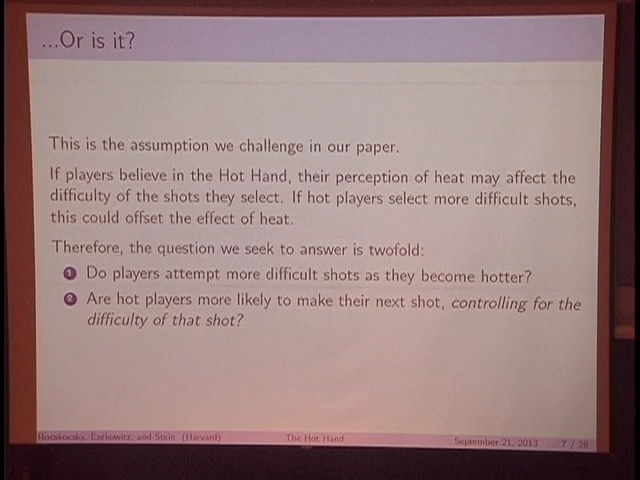 ...Or is it?
This is the assumption we challenge in our paper.
If players believe in the Hot Hand, their perception of heat may affect the
difficulty of the shots they select. If hot players select more difficult shots,
this could offset the effect of heat.
Therefore, the question we seek to answer is twofold:
1 Do players attempt more difficult shots as they become hotter?
2 Are hot players more likely to make their next shot, controlling for the
difficulty of that shot?
Bocskocsky, Ezekowitz, and Stein (Harvard) The Hot Hand September 21, 2013 7 / 26